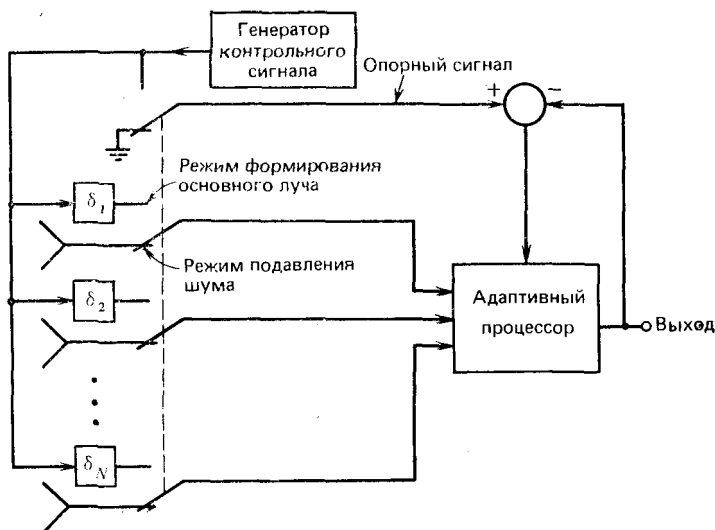 Генератор
контрольного
сигнала
Опорный сигнал
+
−
Режим формирования
основного луча
δ1
Режим подавления
шума
δ2
Адаптивный
процессор
Выход
δN